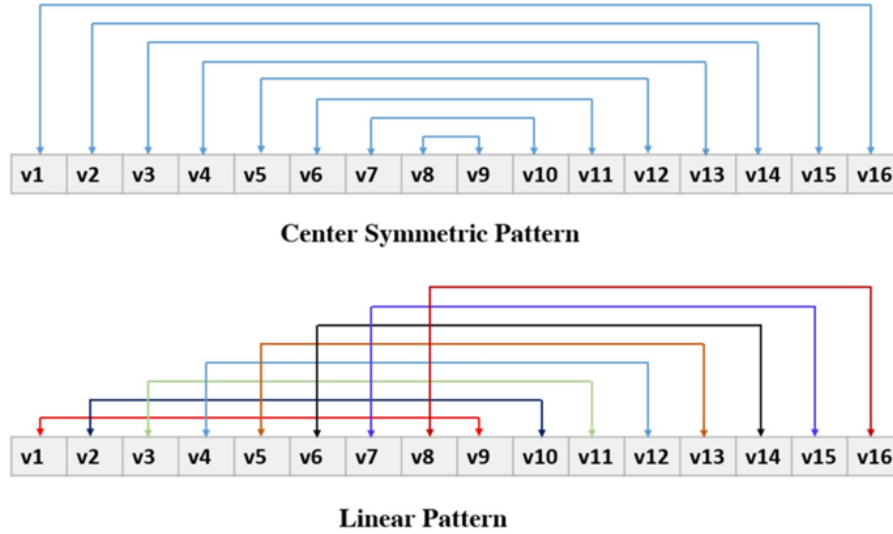 v1 v2 v3 v4 v5 v6 v7 v8 v9 v10 v11 v12 v13 v14 v15 v16
Center Symmetric Pattern
v1 v2 v3 v4 v5 v6 v7 v8 v9 v10 v11 v12 v13 v14 v15 v16
Linear Pattern